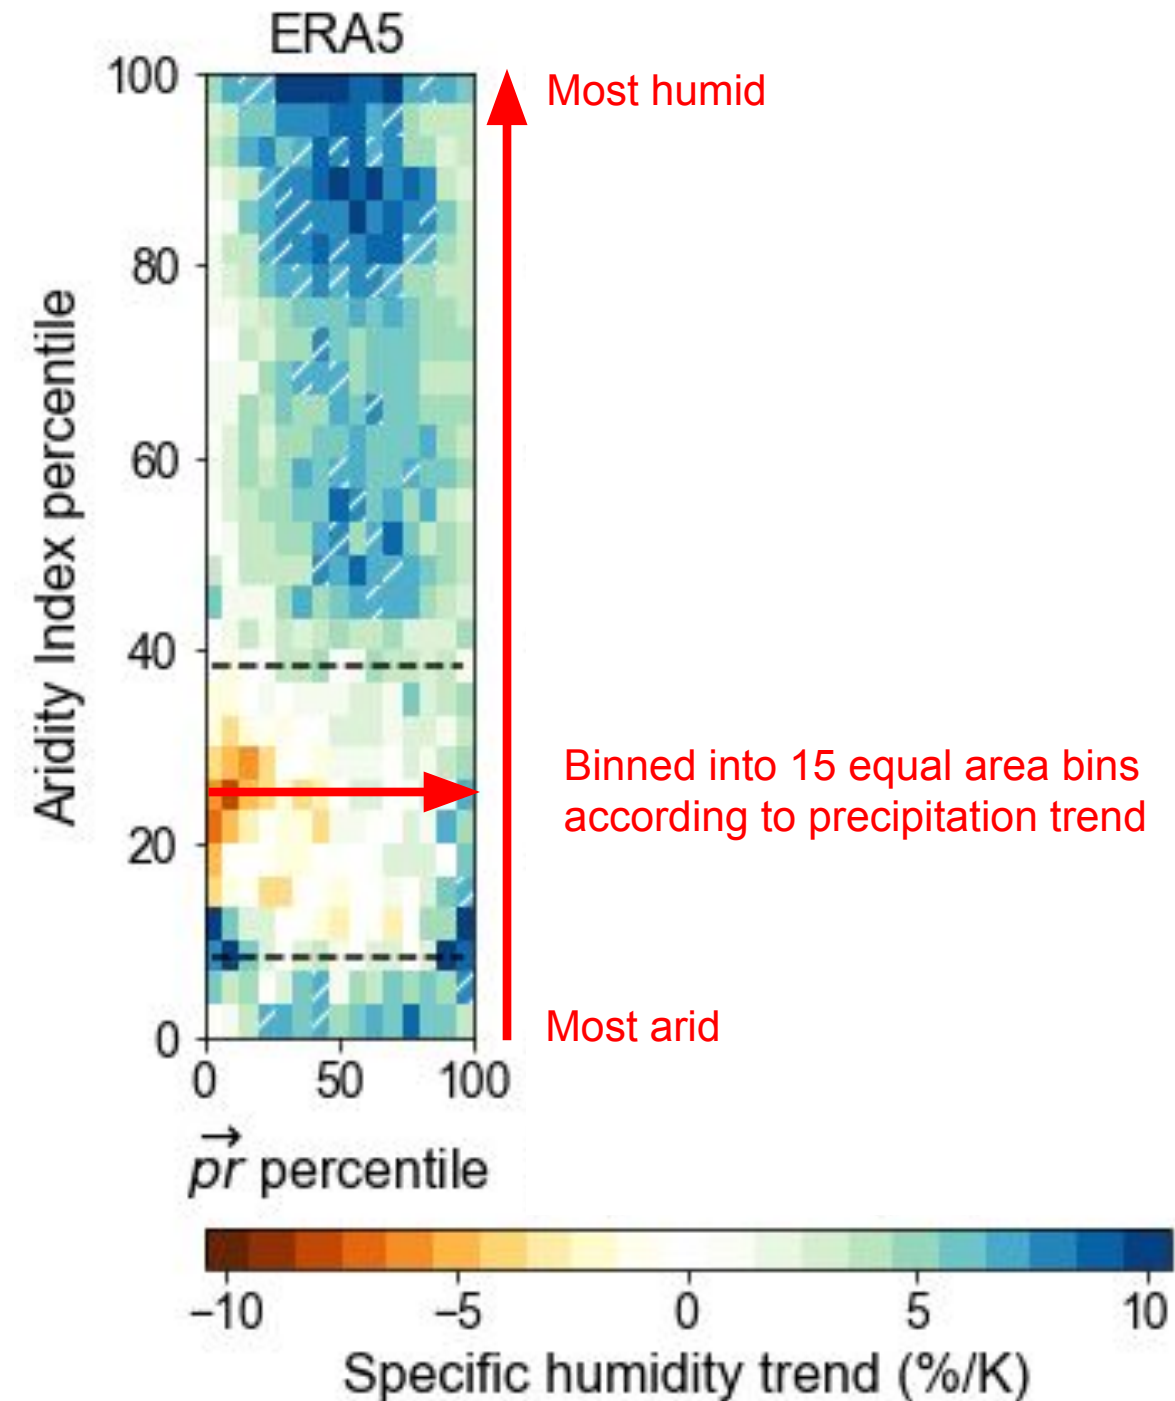 ERA5
100
80
60
40
20
0
Aridity Index percentile
Most humid
Binned into 15 equal area bins
according to precipitation trend
Most arid
0 50 100
pr percentile
−10 −5 0 5 10
Specific humidity trend (%/K)